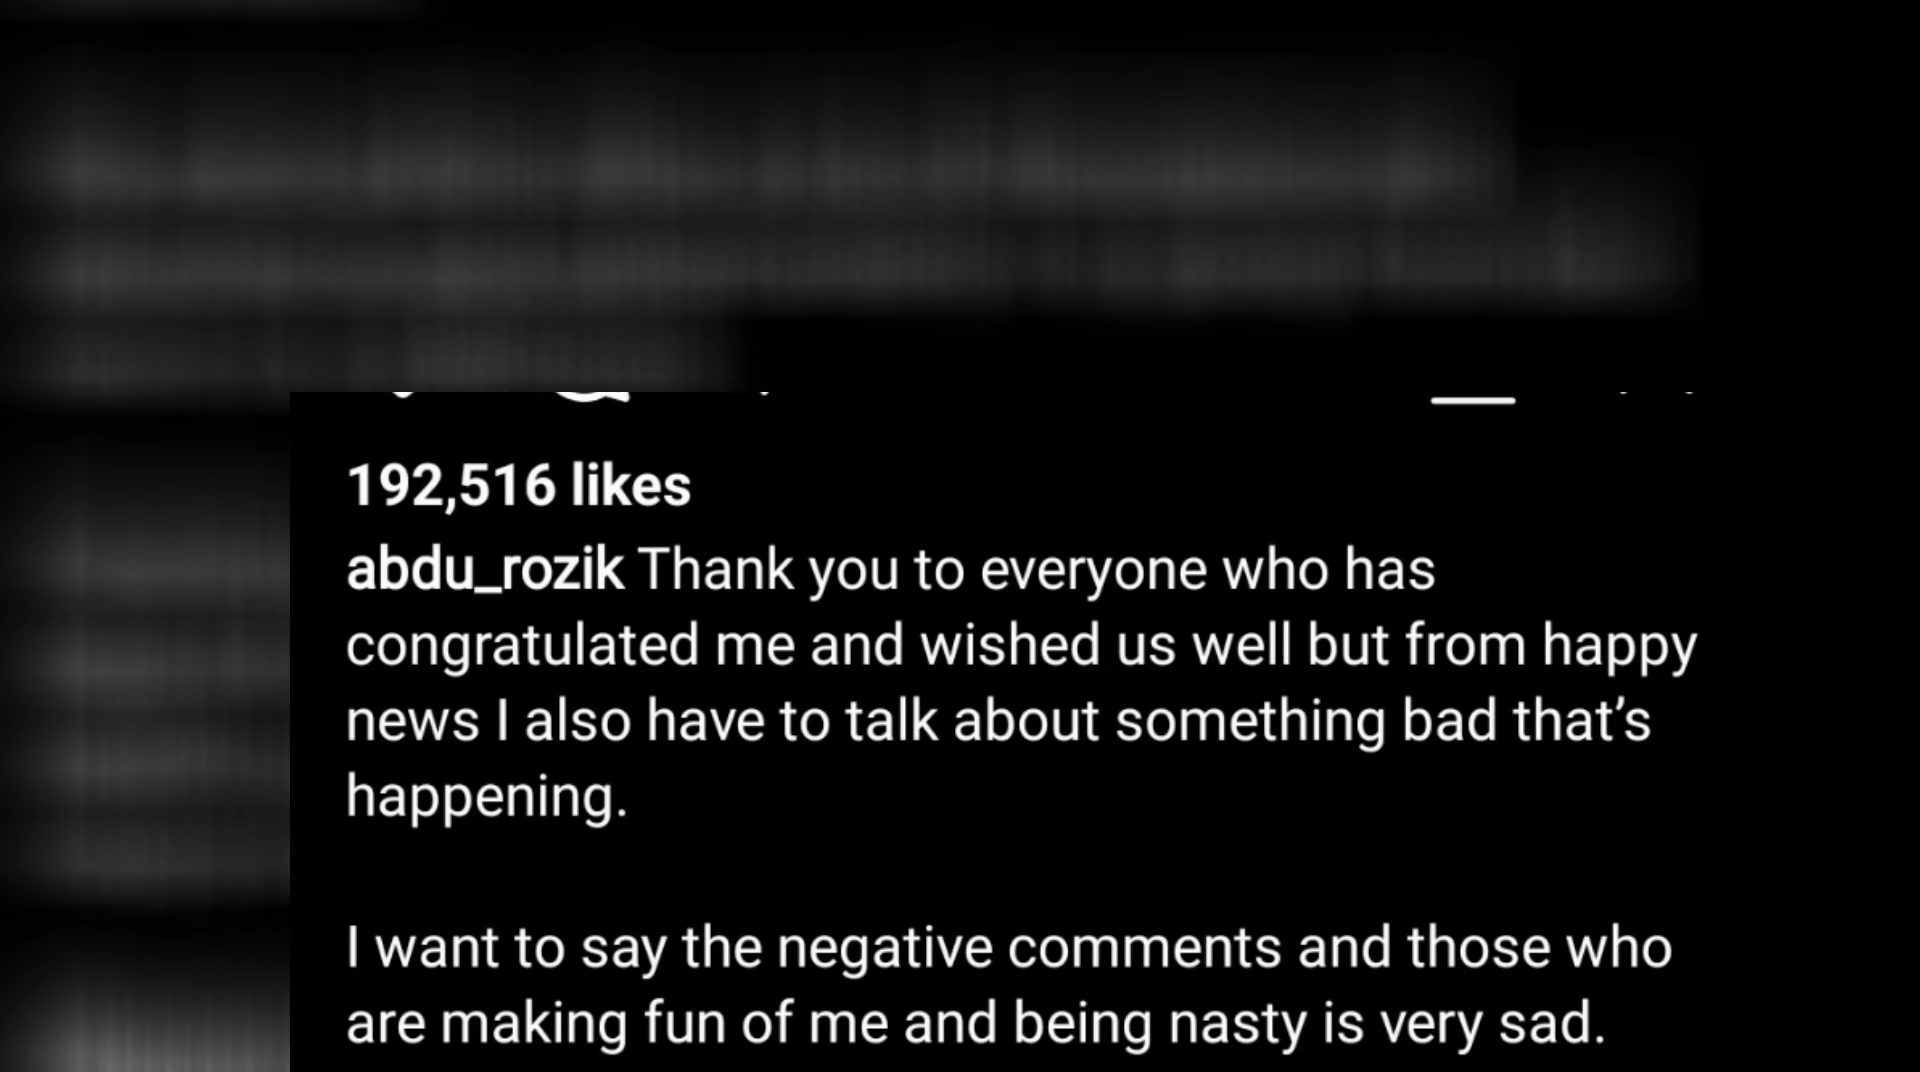 192,516 likes
abdu_rozik Thank you to everyone who has
congratulated me and wished us well but from happy
news I also have to talk about something bad that’s
happening.
I want to say the negative comments and those who
are making fun of me and being nasty is very sad.